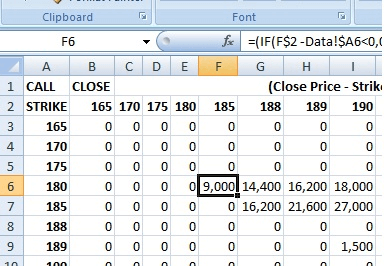 Clipboard Font
F6 fx =(IF(F$2 -Data!$A6<0,0
A B C D E F G H I
1 CALL CLOSE (Close Price - Strike
2 STRIKE 165 170 175 180 185 188 189 190
3 165 0 0 0 0 0 0 0 0
4 170 0 0 0 0 0 0 0 0
5 175 0 0 0 0 0 0 0 0
6 180 0 0 0 0 9,000 14,400 16,200 18,000
7 185 0 0 0 0 0 16,200 21,600 27,000
8 188 0 0 0 0 0 0 0 0
9 189 0 0 0 0 0 0 0 1,500